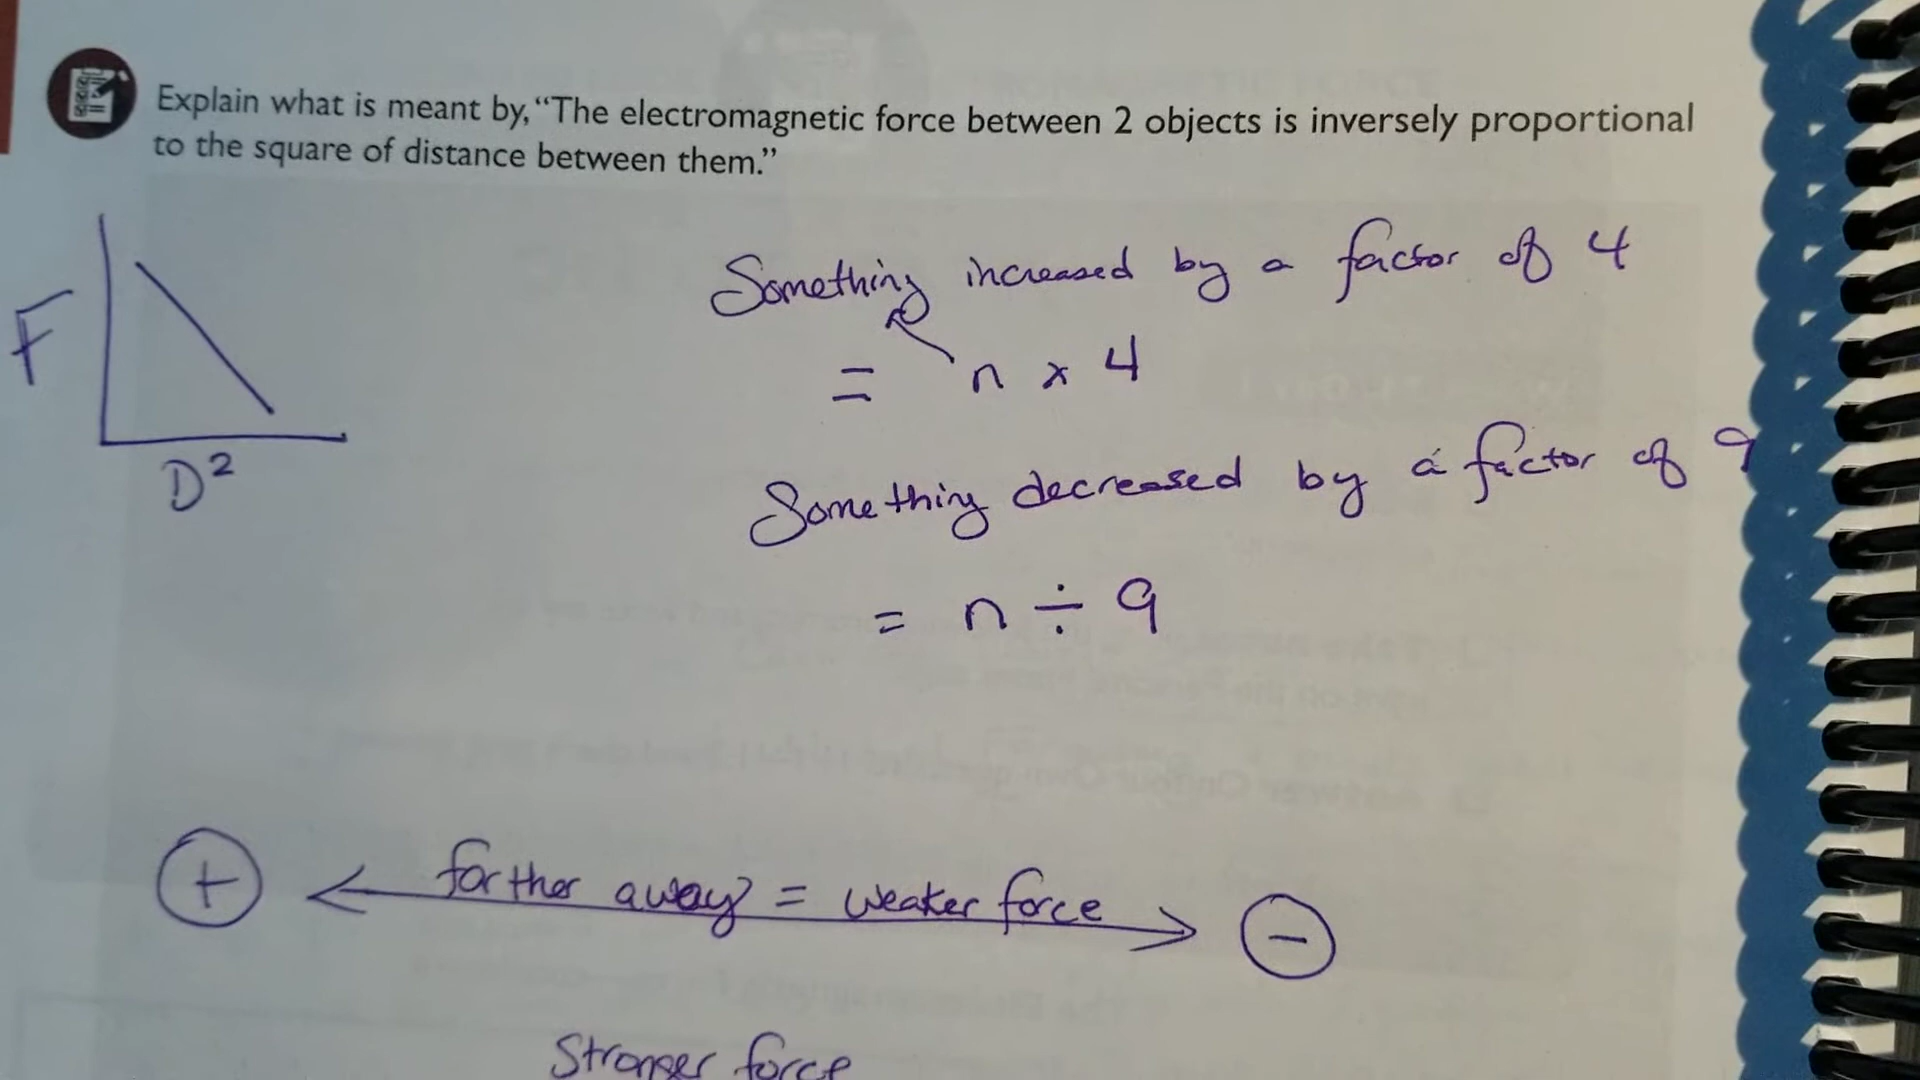 Explain what is meant by, “The electromagnetic force between 2 objects is inversely proportional
to the square of distance between them.”
F
D²
Something increased by a factor of 4
= n × 4
Something decreased by a factor of 9
= n ÷ 9
+ farther away = weaker force −
Stronger force